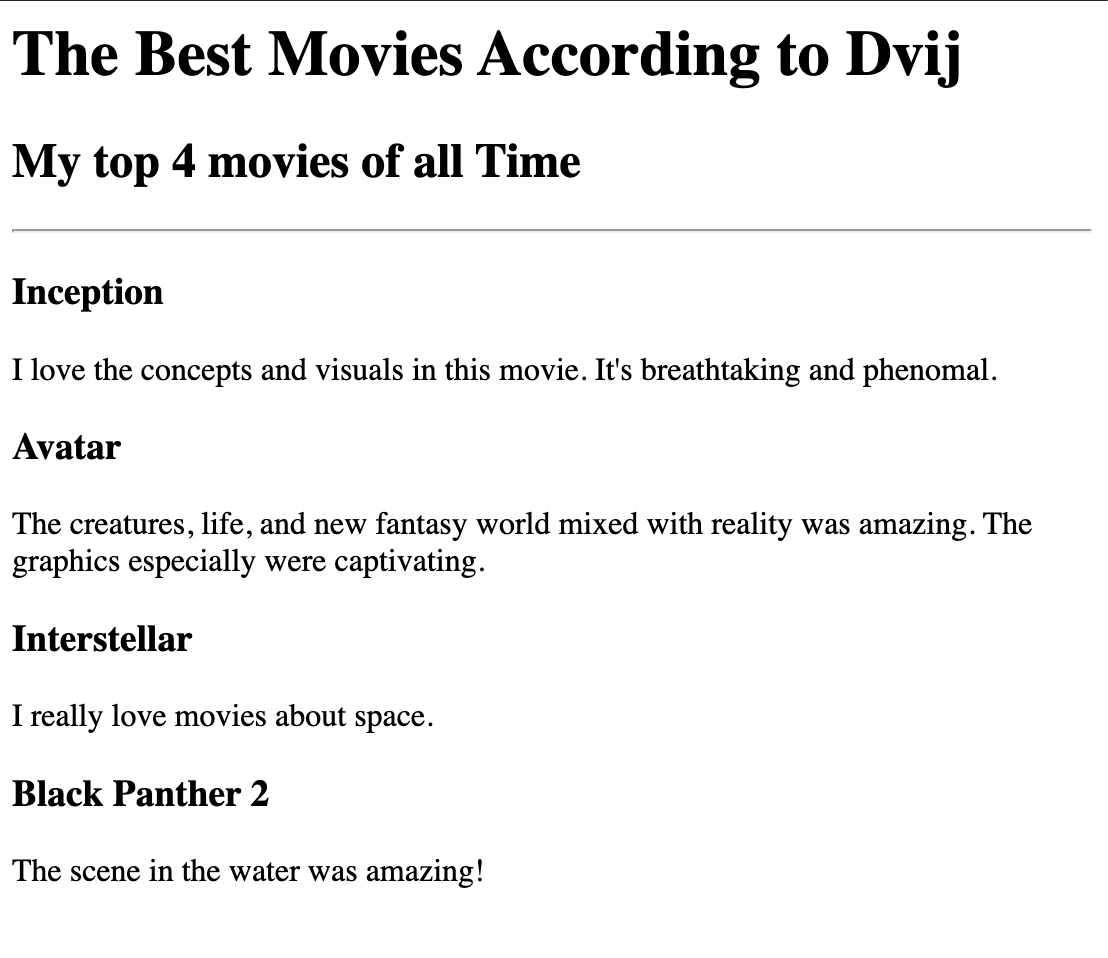 The Best Movies According to Dvij
My top 4 movies of all Time
Inception
I love the concepts and visuals in this movie. It's breathtaking and phenomal.
Avatar
The creatures, life, and new fantasy world mixed with reality was amazing. The
graphics especially were captivating.
Interstellar
I really love movies about space.
Black Panther 2
The scene in the water was amazing!